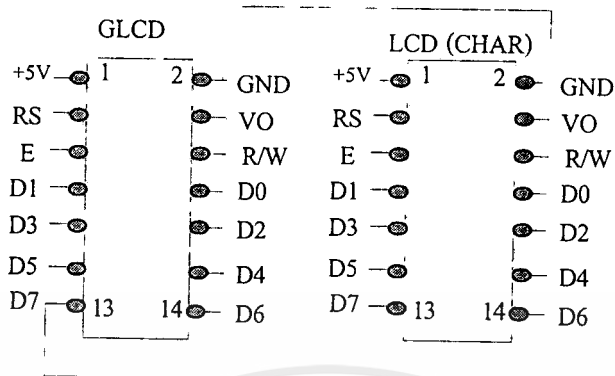 GLCD
LCD (CHAR)
+5V 1 2 GND +5V 1 2 GND
RS VO RS VO
E R/W E R/W
D1 D0 D1 D0
D3 D2 D3 D2
D5 D4 D5 D4
D7 13 14 D6 D7 13 14 D6